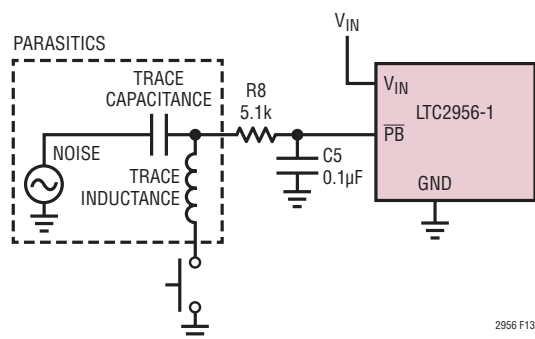 V_IN
PARASITICS
TRACE
CAPACITANCE
NOISE
TRACE
INDUCTANCE
R8
5.1k
C5
0.1µF
V_IN
LTC2956-1
P̅B̅
GND
2956 F13